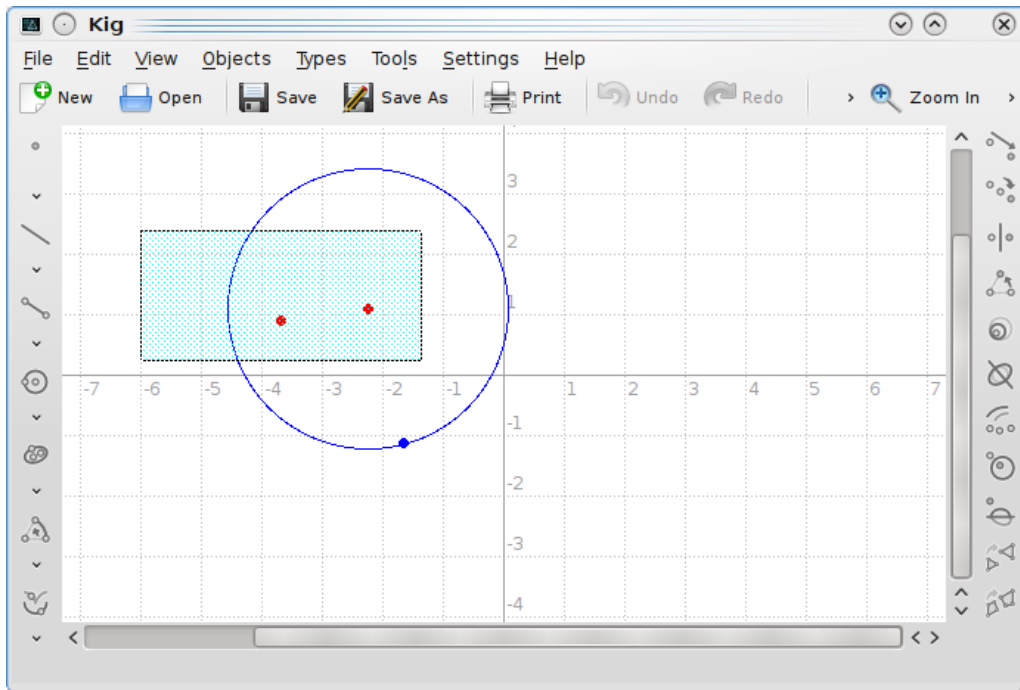 Kig
File Edit View Objects Types Tools Settings Help
New Open Save Save As Print Undo Redo Zoom In
3
2
1
-7 -6 -5 -4 -3 -2 -1 1 2 3 4 5 6 7
-1
-2
-3
-4